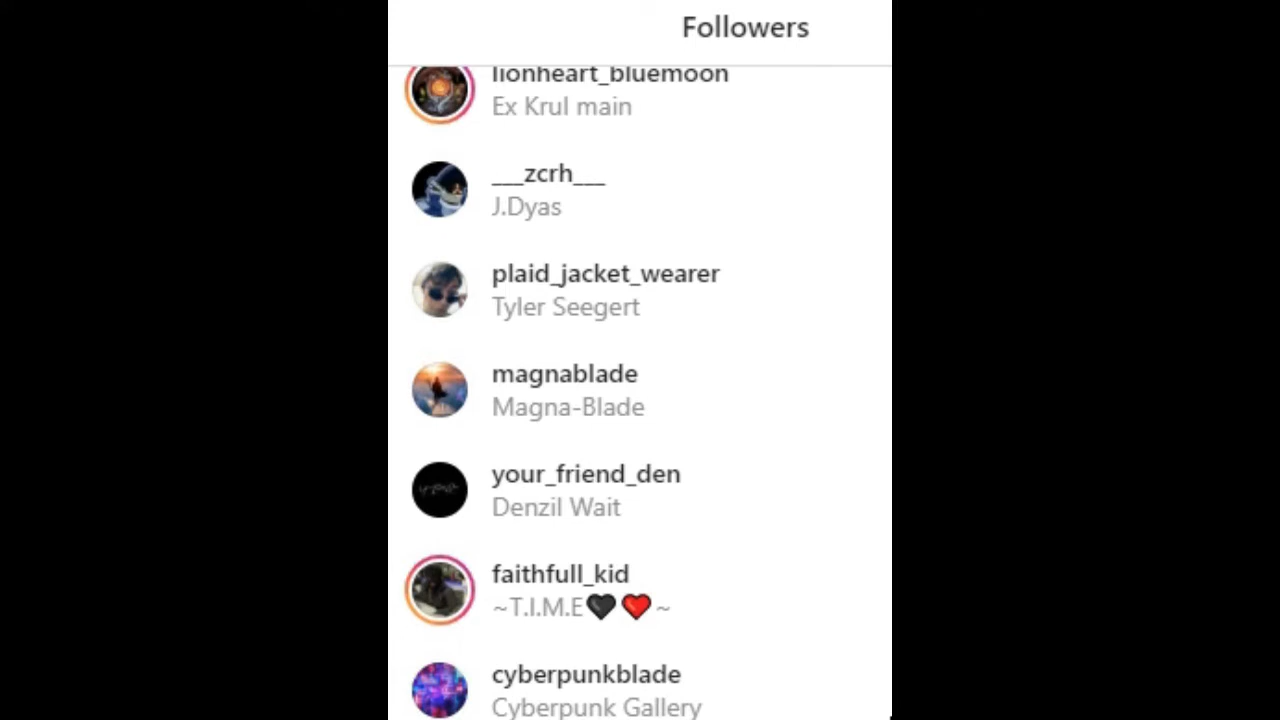 Followers
lionheart_bluemoon
Ex Krul main
___zcrh___
J.Dyas
plaid_jacket_wearer
Tyler Seegert
magnablade
Magna-Blade
your_friend_den
Denzil Wait
faithfull_kid
~T.I.M.E🖤❤️~
cyberpunkblade
Cyberpunk Gallery